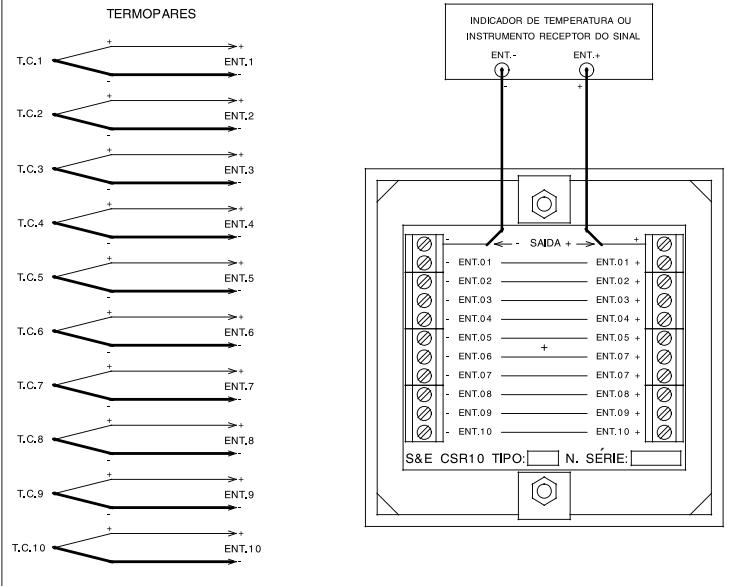 TERMOPARES
T.C.1 + - + ENT.1 -
T.C.2 + - + ENT.2 -
T.C.3 + - + ENT.3 -
T.C.4 + - + ENT.4 -
T.C.5 + - + ENT.5 -
T.C.6 + - + ENT.6 -
T.C.7 + - + ENT.7 -
T.C.8 + - + ENT.8 -
T.C.9 + - + ENT.9 -
T.C.10 + - + ENT.10 -
INDICADOR DE TEMPERATURA OU
INSTRUMENTO RECEPTOR DO SINAL
ENT.- ENT.+
- +
- - SAIDA + +
- ENT.01 ENT.01 +
- ENT.02 ENT.02 +
- ENT.03 ENT.03 +
- ENT.04 ENT.04 +
- ENT.05 ENT.05 +
+
- ENT.06 ENT.07 +
- ENT.07 ENT.07 +
- ENT.08 ENT.08 +
- ENT.09 ENT.09 +
- ENT.10 ENT.10 +
S&E CSR10 TIPO: N. SÉRIE: